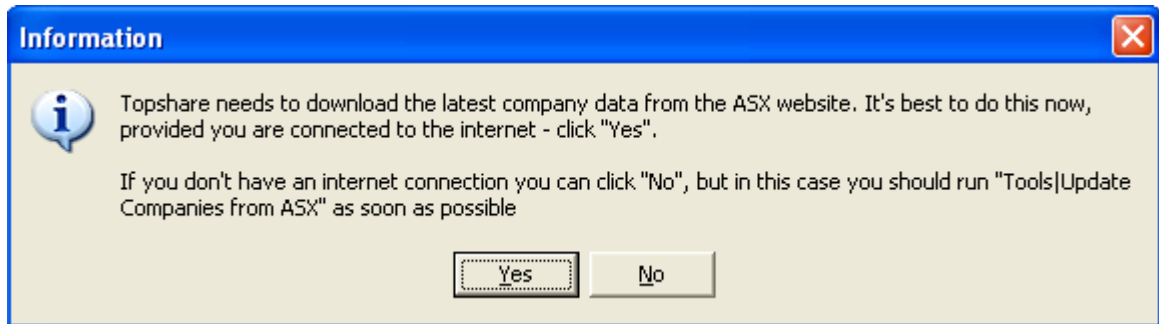 Information
Topshare needs to download the latest company data from the ASX website. It's best to do this now,
provided you are connected to the internet - click "Yes".
If you don't have an internet connection you can click "No", but in this case you should run "Tools|Update
Companies from ASX" as soon as possible
Yes
No